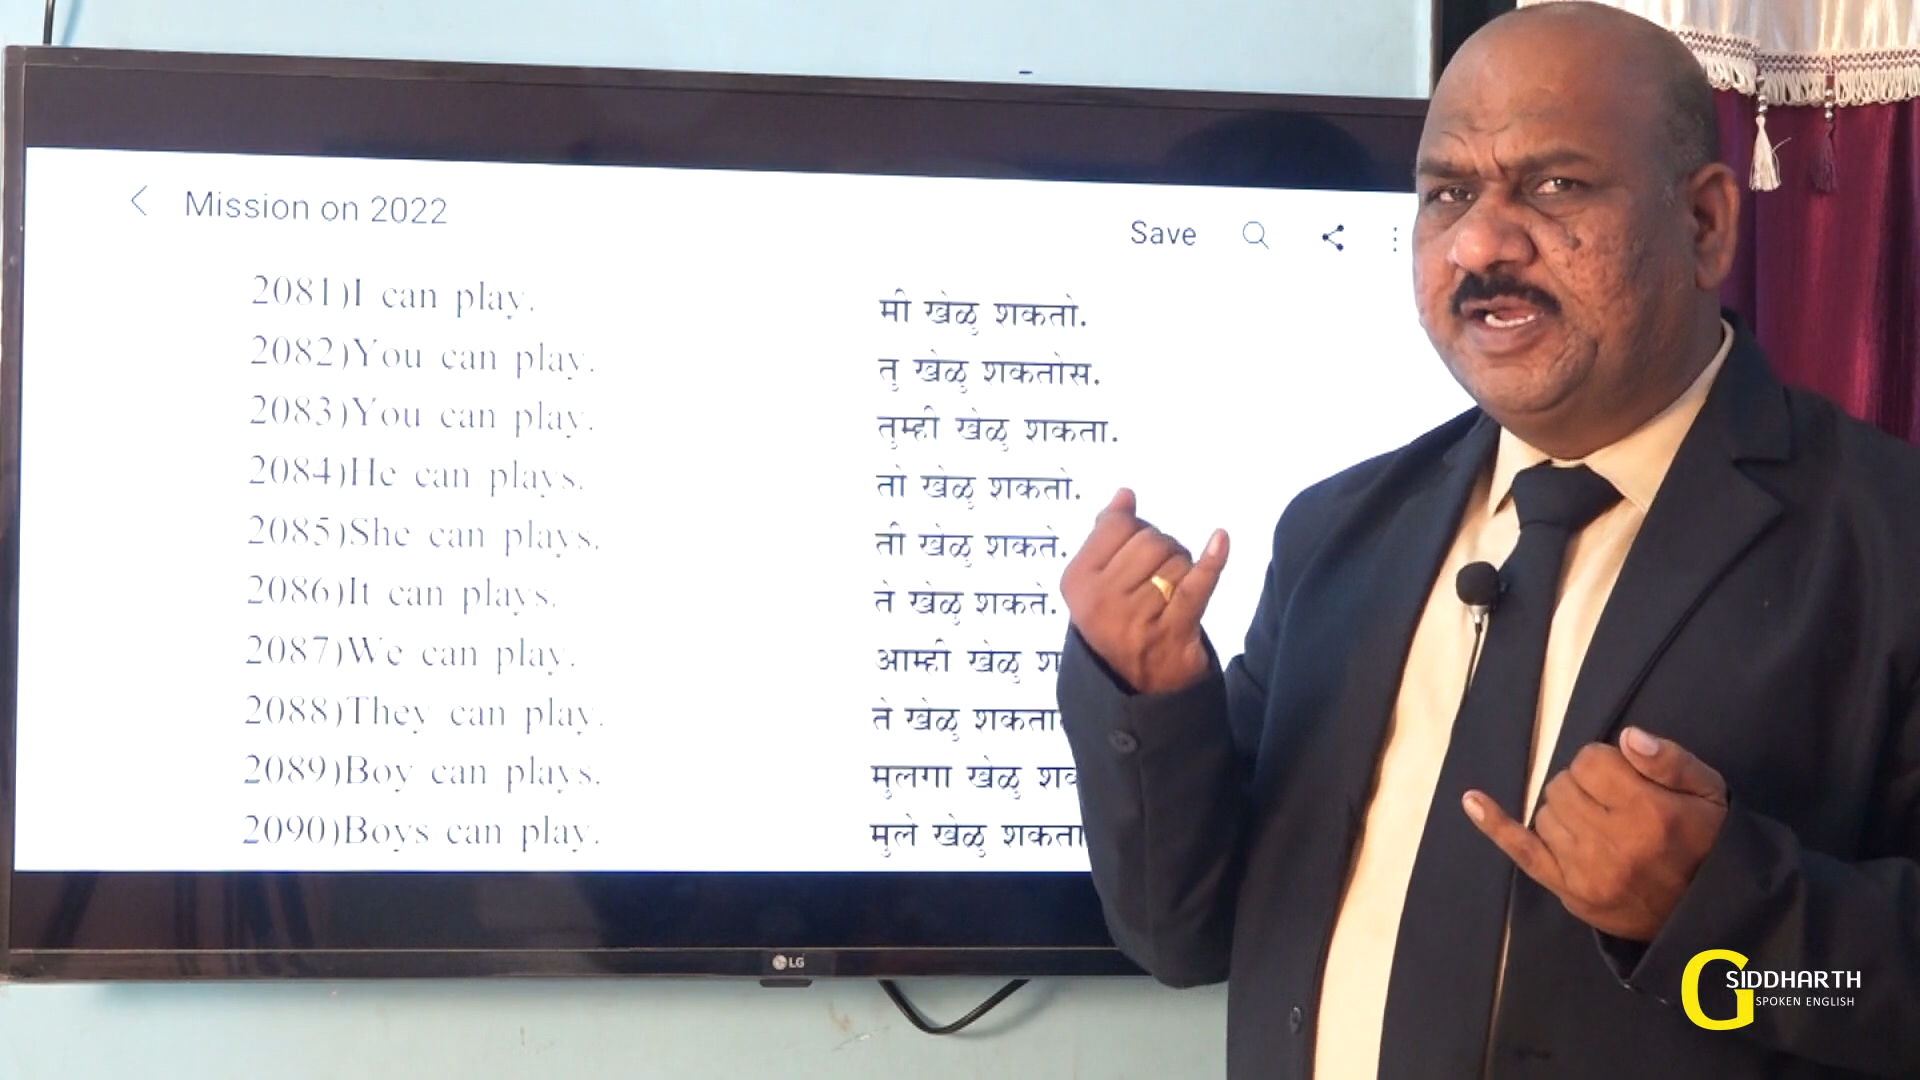 Mission on 2022
Save
2081)I can play. मी खेळु शकतो.
2082)You can play. तु खेळु शकतोस.
2083)You can play. तुम्ही खेळु शकता.
2084)He can plays. तो खेळु शकतो.
2085)She can plays. ती खेळु शकते.
2086)It can plays. ते खेळु शकते.
2087)We can play. आम्ही खेळु
2088)They can play. ते खेळु
2089)Boy can plays. मुलगा खेळु
2090)Boys can play. मुले खेळु
LG
G SIDDHARTH
SPOKEN ENGLISH